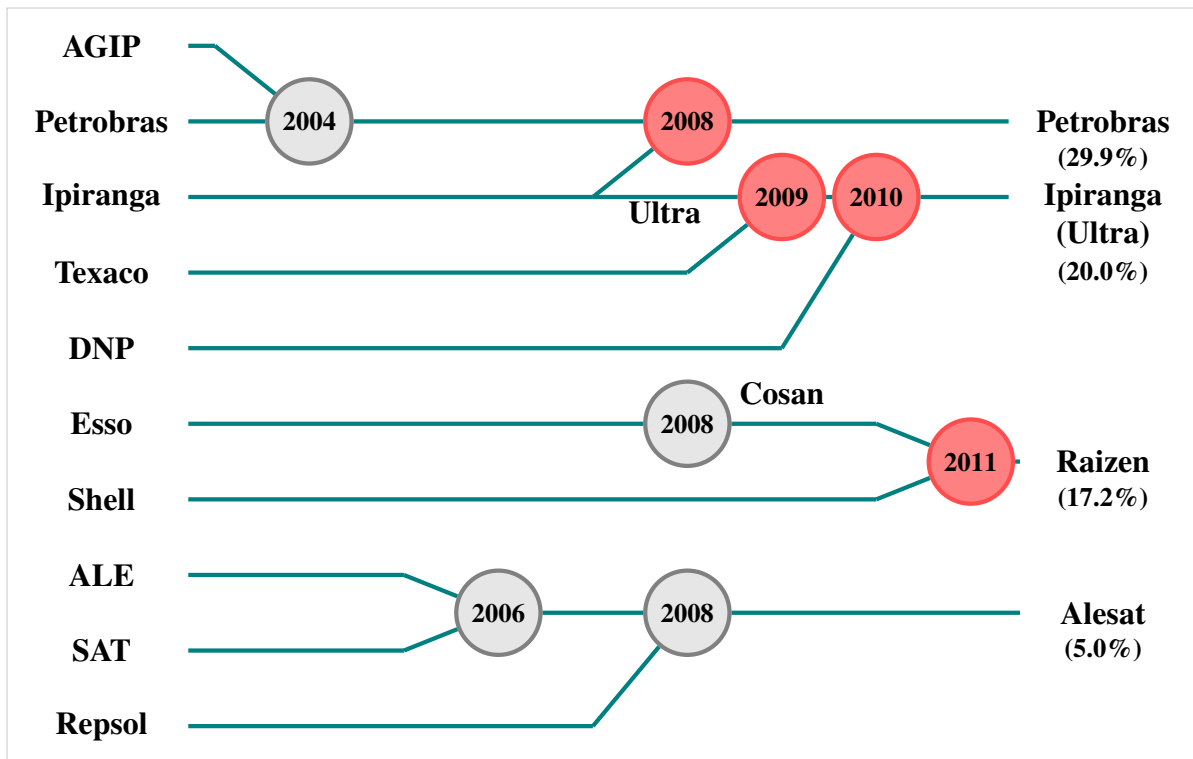 AGIP
Petrobras
2004
2008
Petrobras
(29.9%)
Ipiranga
Ultra
2009
2010
Ipiranga
(Ultra)
(20.0%)
Texaco
DNP
Esso
2008
Cosan
2011
Raizen
(17.2%)
Shell
ALE
2006
2008
Alesat
(5.0%)
SAT
Repsol